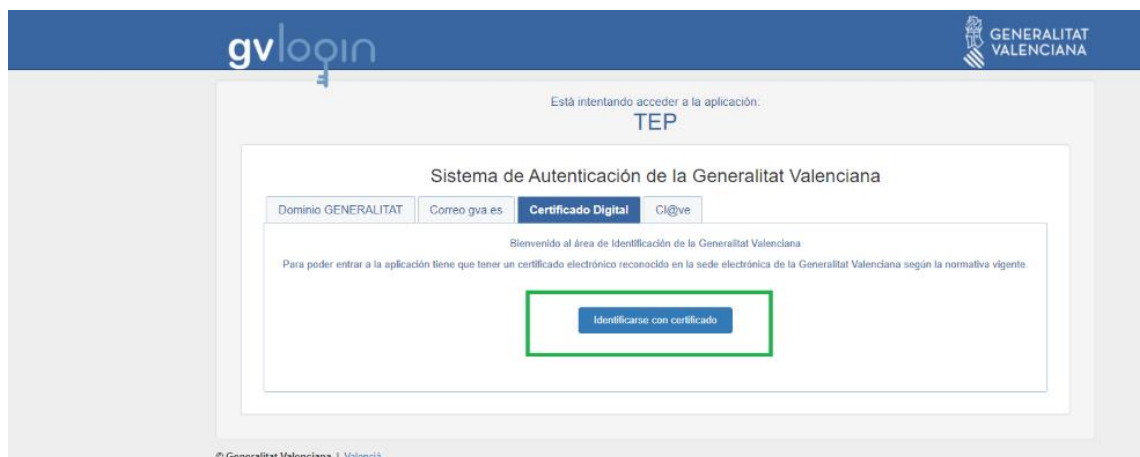 gvlogin
GENERALITAT
VALENCIANA
Està intentando acceder a la aplicación:
TEP
Sistema de Autenticación de la Generalitat Valenciana
Dominio GENERALITAT
Correo gva.es
Certificado Digital
Cl@ve
Bienvenido al área de Identificación de la Generalitat Valenciana
Para poder entrar a la aplicación tiene que tener un certificado electrónico reconocido en la sede electrónica de la Generalitat Valenciana según la normativa vigente.
Identificarse con certificado
© Generalitat Valenciana | Valencià